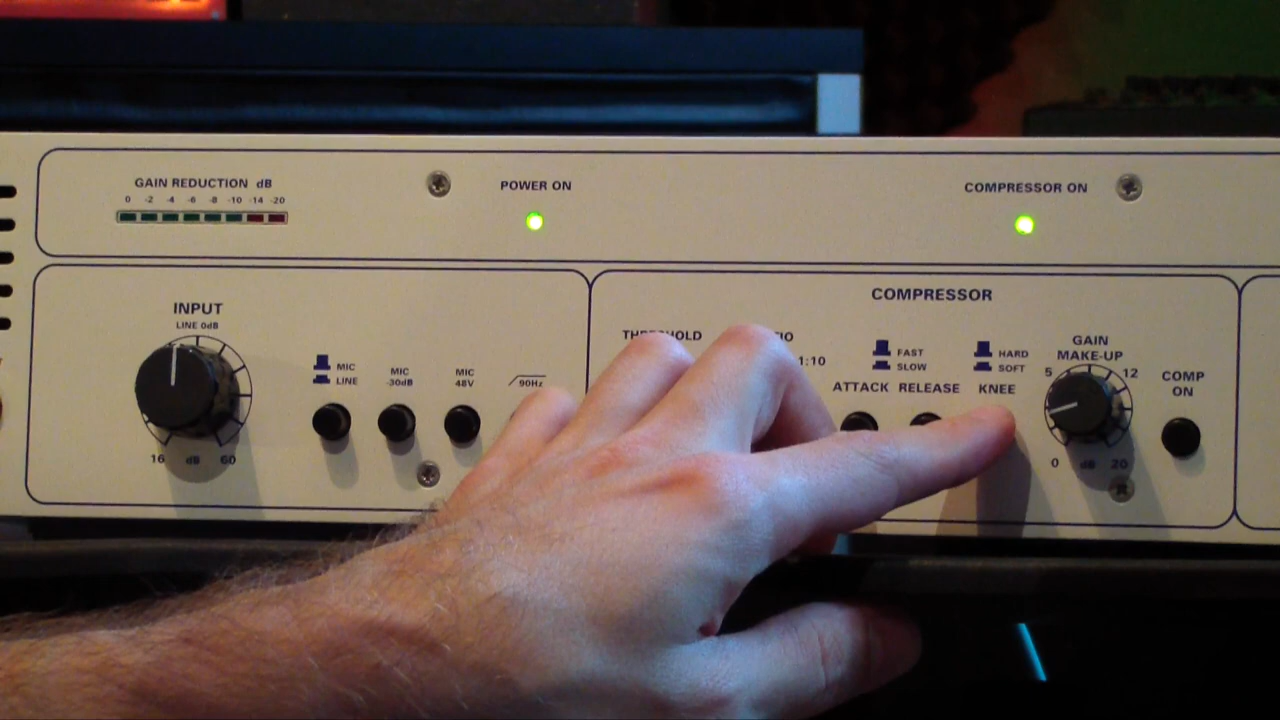 GAIN REDUCTION dB
0 -2 -4 -6 -8 -10 -14 -20
POWER ON
COMPRESSOR ON
INPUT
LINE 0dB
16 dB 60
MIC
LINE
MIC
-30dB
MIC
48V
90Hz
COMPRESSOR
THRESHOLD
1:10
FAST
SLOW
ATTACK RELEASE
HARD
SOFT
KNEE
GAIN
MAKE-UP
5 12
0 dB 20
COMP
ON